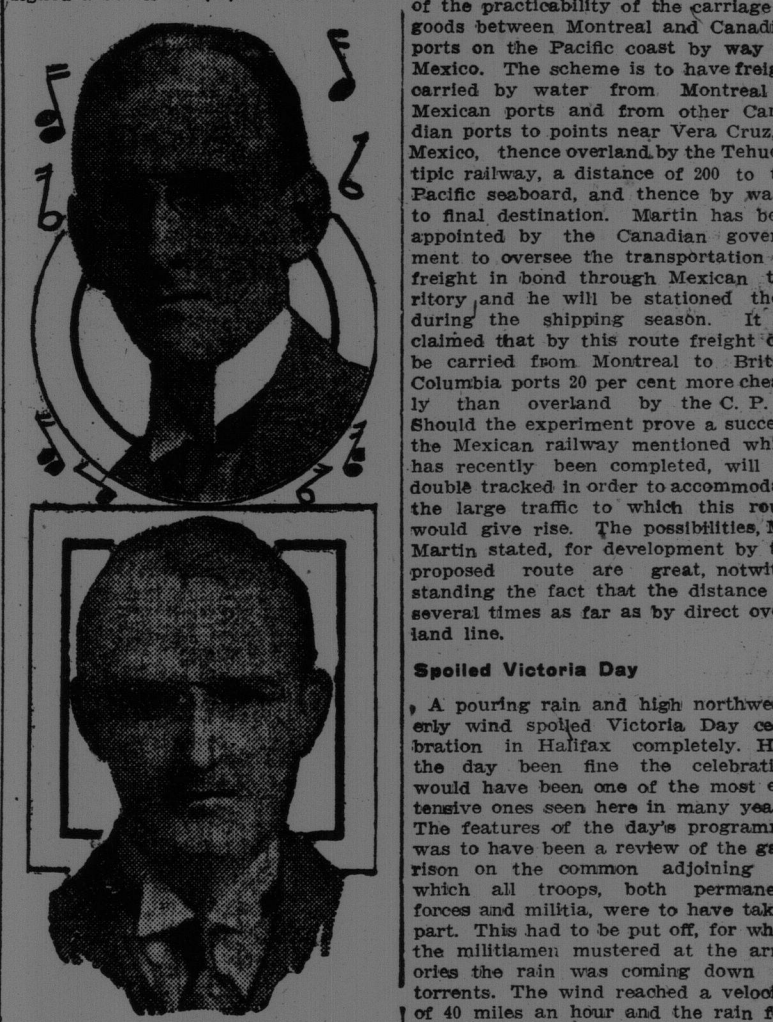 of the practicability of the carriage
goods between Montreal and Canadi
ports on the Pacific coast by way
Mexico. The scheme is to have freig
carried by water from Montreal
Mexican ports and from other Can
dian ports to points near Vera Cruz,
Mexico, thence overland by the Tehu
tipic railway, a distance of 200 to
Pacific seaboard, and thence by wa
to final destination. Martin has be
appointed by the Canadian gover
ment to oversee the transportation
freight in bond through Mexican t
ritory and he will be stationed th
during the shipping season. It
claimed that by this route freight c
be carried from Montreal to Brit
Columbia ports 20 per cent more chea
ly than overland by the C. P.
Should the experiment prove a succe
the Mexican railway mentioned whi
has recently been completed, will
double tracked in order to accommoda
the large traffic to which this rou
would give rise. The possibilities, M
Martin stated, for development by t
proposed route are great, notwit
standing the fact that the distance
several times as far as by direct ov
land line.
Spoiled Victoria Day
A pouring rain and high northwe
erly wind spoiled Victoria Day ce
bration in Halifax completely. H
the day been fine the celebrati
would have been one of the most e
tensive ones seen here in many yea
The features of the day's programm
was to have been a review of the ga
rison on the common adjoining
which all troops, both permane
forces and militia, were to have tak
part. This had to be put off, for wh
the militiamen mustered at the arm
ories the rain was coming down
torrents. The wind reached a veloci
of 40 miles an hour and the rain f